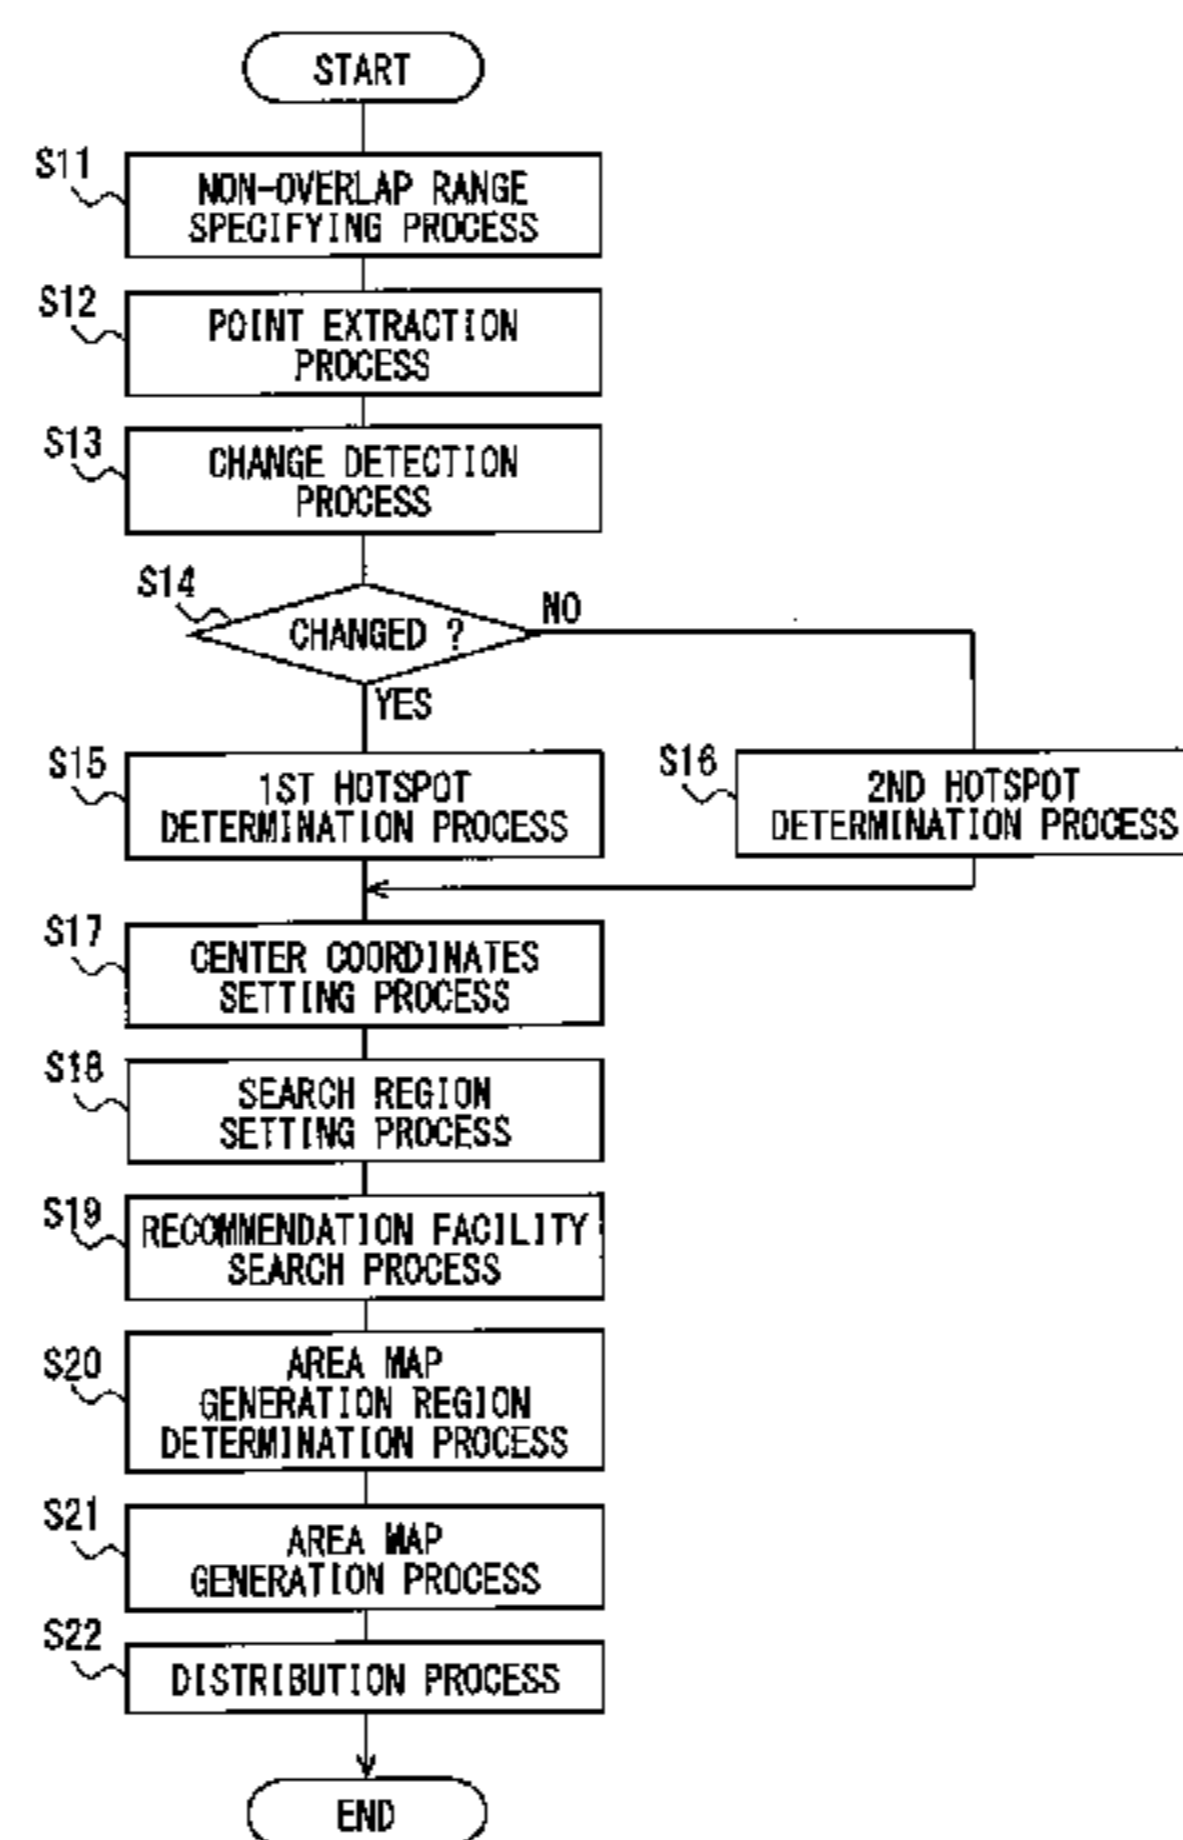 START
S11
NON-OVERLAP RANGE
SPECIFYING PROCESS
S12
POINT EXTRACTION
PROCESS
S13
CHANGE DETECTION
PROCESS
S14
CHANGED ?
NO
YES
S15
1ST HOTSPOT
DETERMINATION PROCESS
S16
2ND HOTSPOT
DETERMINATION PROCESS
S17
CENTER COORDINATES
SETTING PROCESS
S18
SEARCH REGION
SETTING PROCESS
S19
RECOMMENDATION FACILITY
SEARCH PROCESS
S20
AREA MAP
GENERATION REGION
DETERMINATION PROCESS
S21
AREA MAP
GENERATION PROCESS
S22
DISTRIBUTION PROCESS
END